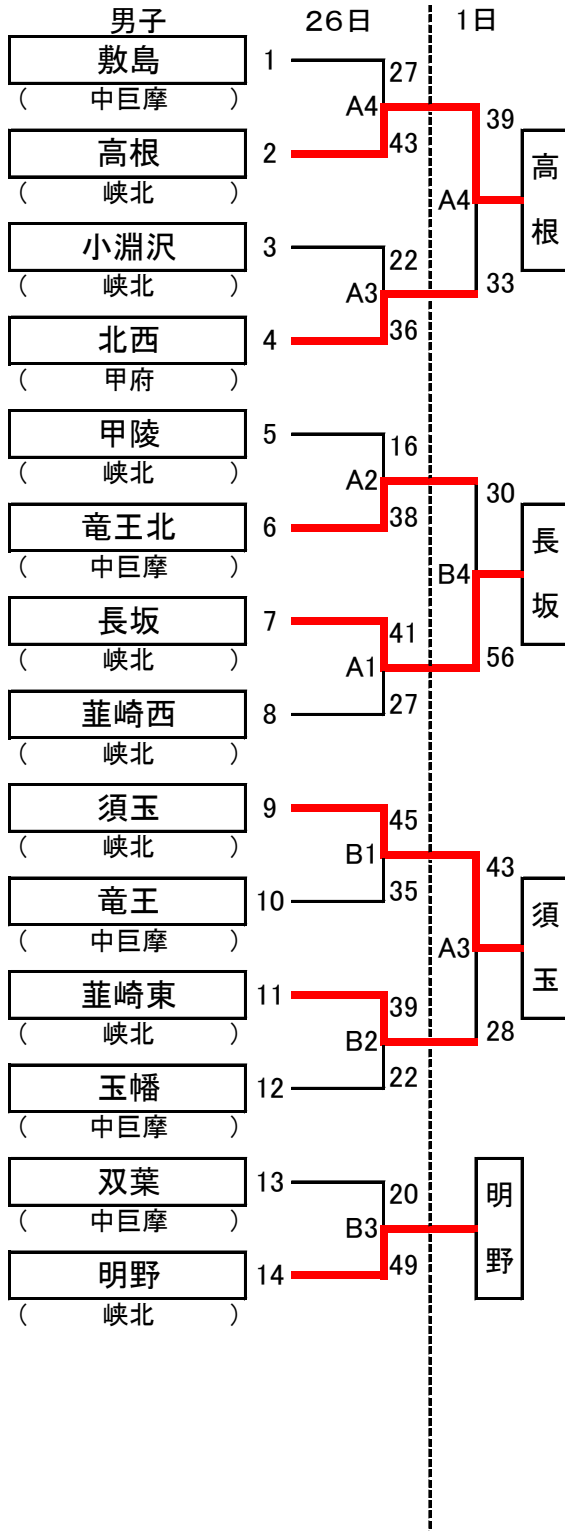 男子 26日 1日
敷島 1
( 中巨摩 )
27
A4
43
高根 2
( 峡北 )
39
高根
A4
33
小淵沢 3
( 峡北 )
22
A3
36
北西 4
( 甲府 )
甲陵 5
( 峡北 )
16
A2
38
竜王北 6
( 中巨摩 )
30
長坂
B4
56
長坂 7
( 峡北 )
41
A1
27
韮崎西 8
( 峡北 )
須玉 9
( 峡北 )
45
B1
35
竜王 10
( 中巨摩 )
43
須玉
A3
28
韮崎東 11
( 峡北 )
39
B2
22
玉幡 12
( 中巨摩 )
双葉 13
( 中巨摩 )
20
B3
49
明野
明野 14
( 峡北 )